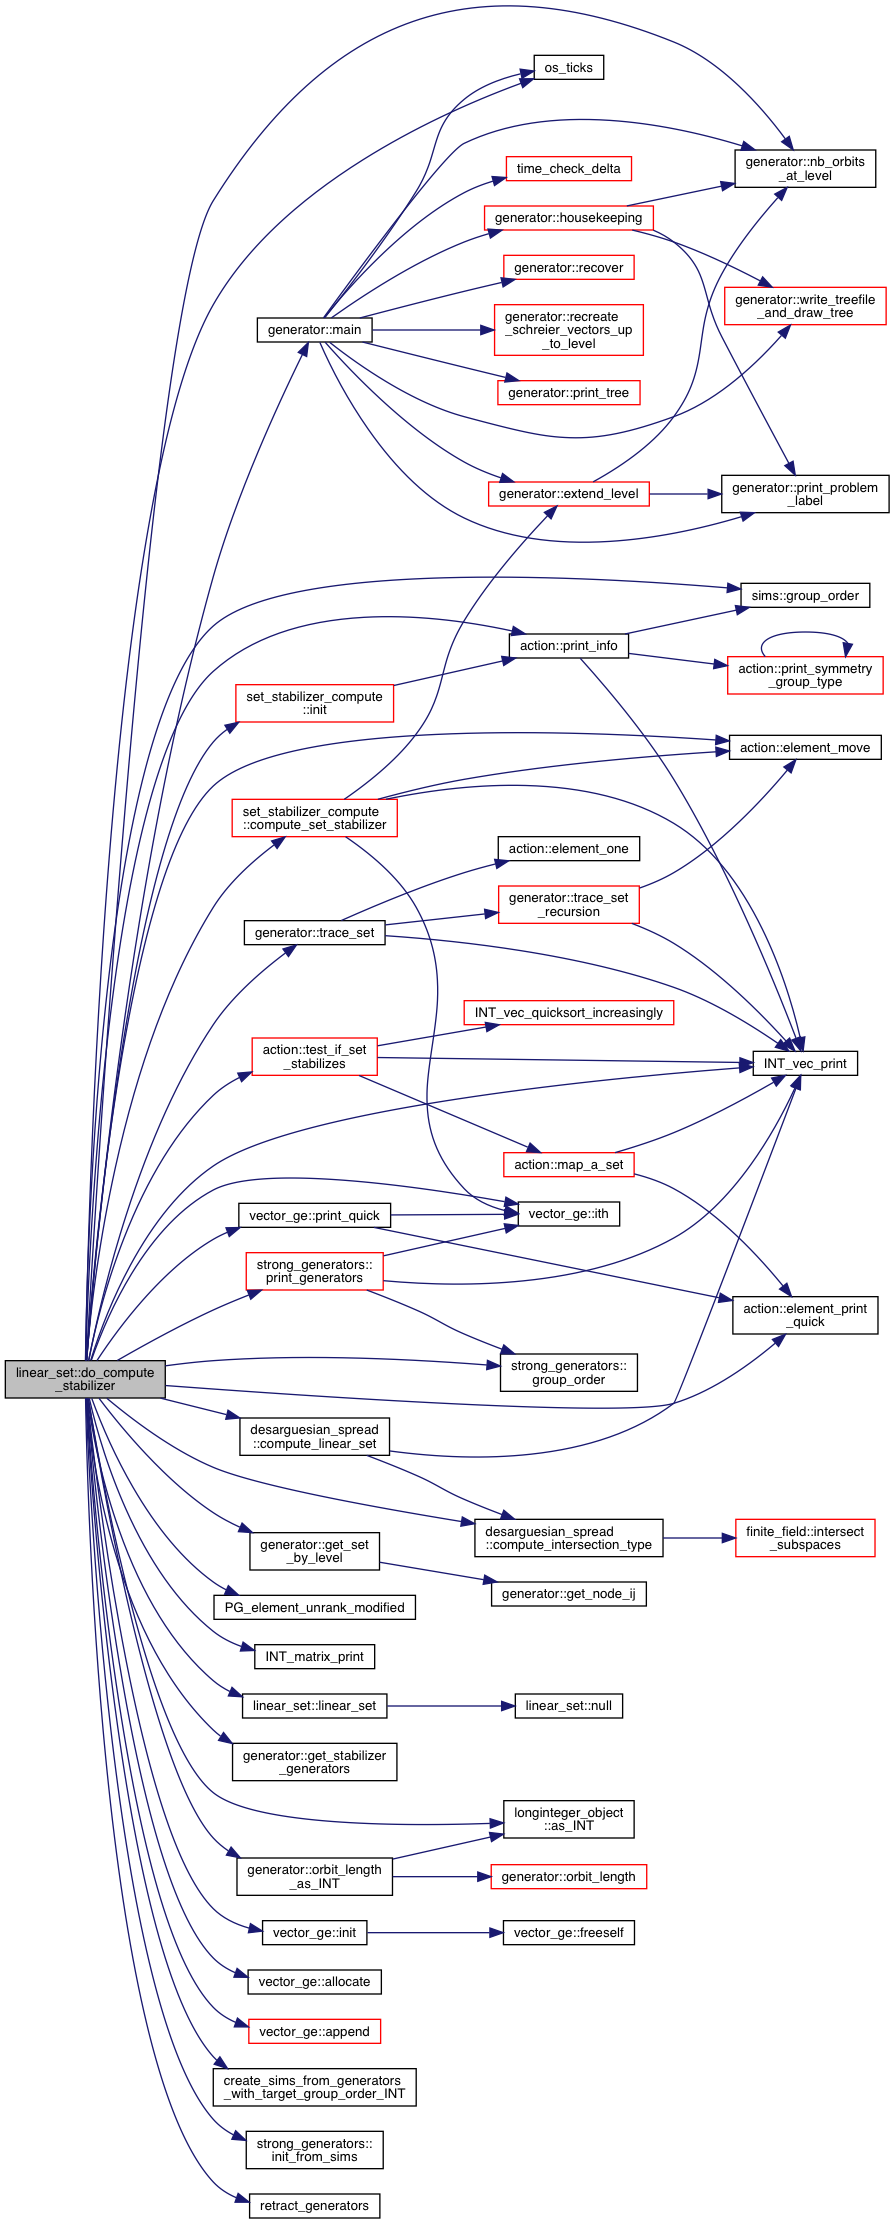 os_ticks
generator::nb_orbits
_at_level
time_check_delta
generator::housekeeping
generator::recover
generator::write_treefile
_and_draw_tree
generator::main
generator::recreate
_schreier_vectors_up
_to_level
generator::print_tree
generator::extend_level
generator::print_problem
_label
sims::group_order
action::print_info
action::print_symmetry
_group_type
set_stabilizer_compute
::init
action::element_move
set_stabilizer_compute
::compute_set_stabilizer
action::element_one
generator::trace_set
_recursion
generator::trace_set
INT_vec_quicksort_increasingly
action::test_if_set
_stabilizes
INT_vec_print
action::map_a_set
vector_ge::print_quick
vector_ge::ith
strong_generators::
print_generators
action::element_print
_quick
strong_generators::
group_order
linear_set::do_compute
_stabilizer
desarguesian_spread
::compute_linear_set
desarguesian_spread
::compute_intersection_type
finite_field::intersect
_subspaces
generator::get_set
_by_level
generator::get_node_ij
PG_element_unrank_modified
INT_matrix_print
linear_set::linear_set
linear_set::null
generator::get_stabilizer
_generators
longinteger_object
::as_INT
generator::orbit_length
_as_INT
generator::orbit_length
vector_ge::init
vector_ge::freeself
vector_ge::allocate
vector_ge::append
create_sims_from_generators
_with_target_group_order_INT
strong_generators::
init_from_sims
retract_generators